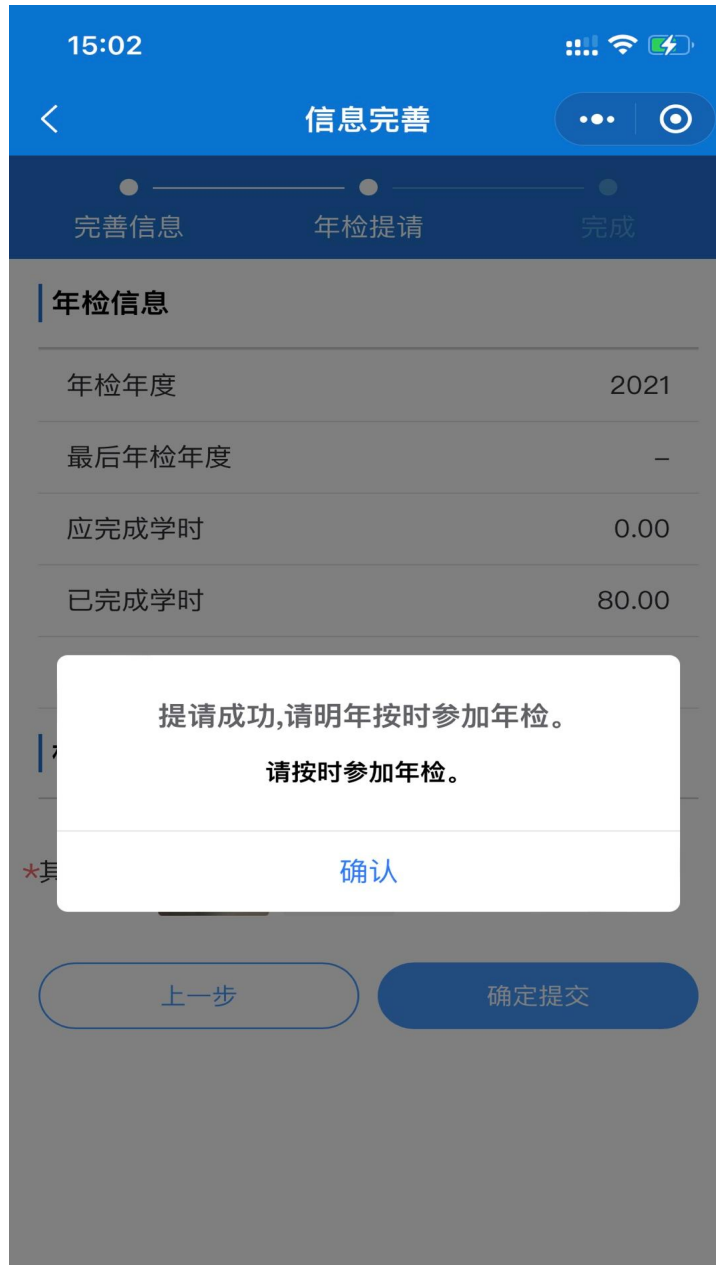 15:02
信息完善
完善信息
年检提请
完成
年检信息
年检年度 2021
最后年检年度 –
应完成学时 0.00
已完成学时 80.00
提请成功,请明年按时参加年检。
请按时参加年检。
确认
*其
上一步
确定提交